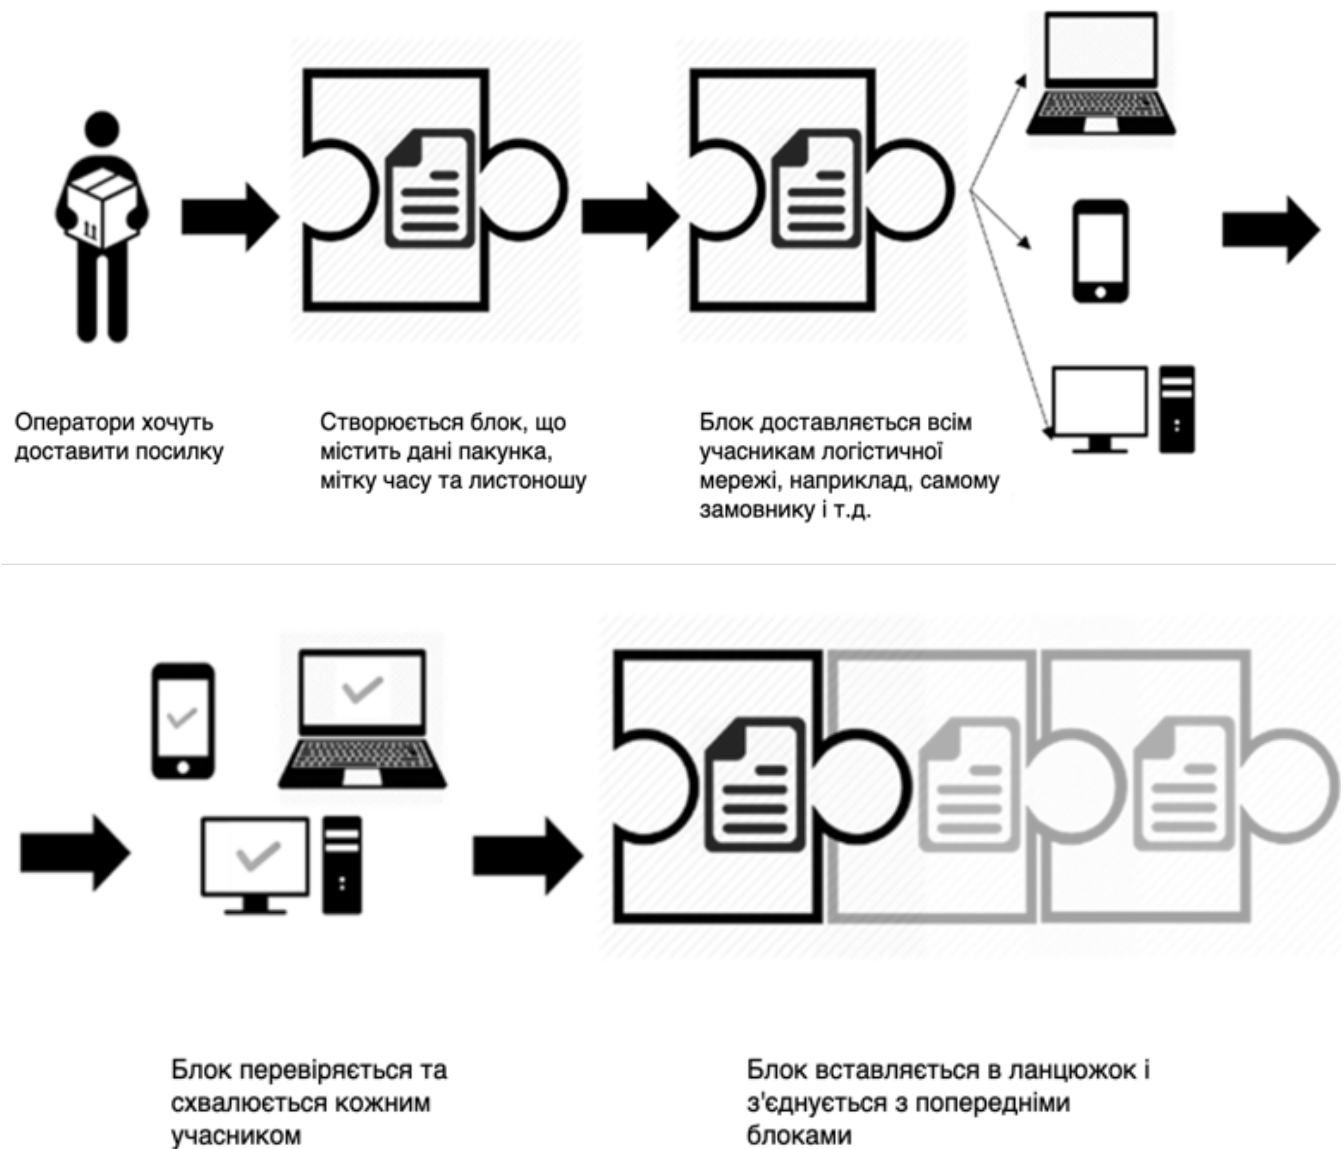 Оператори хочуть
доставити посилку
Створюється блок, що
містить дані пакунка,
мітку часу та листоношу
Блок доставляється всім
учасникам логістичної
мережі, наприклад, самому
замовнику і т.д.
Блок перевіряється та
схвалюється кожним
учасником
Блок вставляється в ланцюжок і
з'єднується з попередніми
блоками